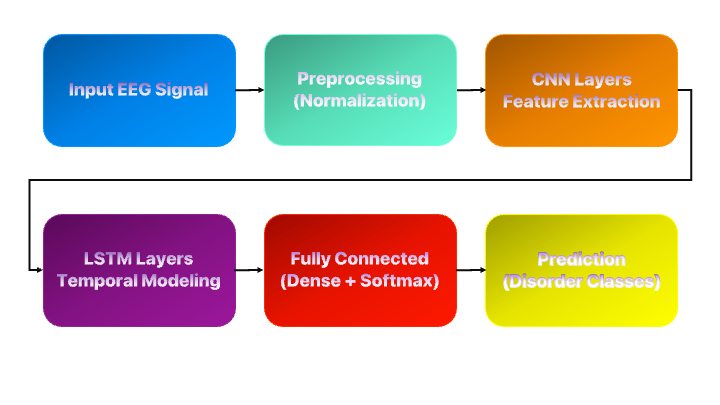 Input EEG Signal
Preprocessing
(Normalization)
CNN Layers
Feature Extraction
LSTM Layers
Temporal Modeling
Fully Connected
(Dense + Softmax)
Prediction
(Disorder Classes)